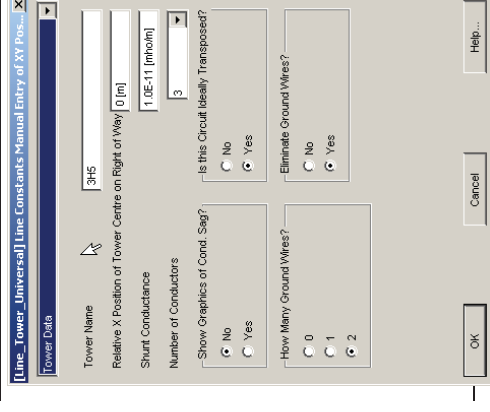 [Line_Tower_Universal] Line Constants Manual Entry of XY Pos...
Tower Data
Tower Name 3H5
Relative X Position of Tower Centre on Right of Way 0 [m]
Shunt Conductance 1.0E-11 [mho/m]
Number of Conductors 3
Show Graphics of Cond. Sag?
No
Yes
Is this Circuit Ideally Transposed?
No
Yes
How Many Ground Wires?
0
1
2
Eliminate Ground Wires?
No
Yes
OK
Cancel
Help...